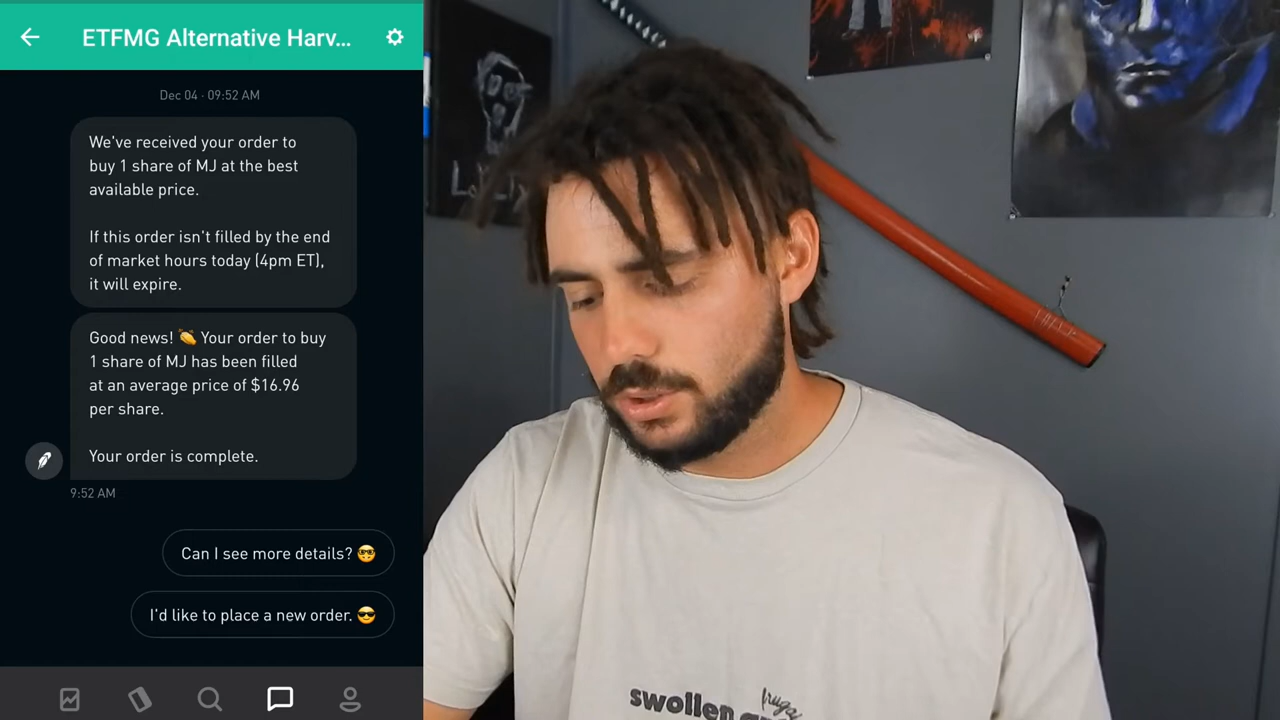 ETFMG Alternative Harv...
Dec 04 - 09:52 AM
We've received your order to
buy 1 share of MJ at the best
available price.
If this order isn't filled by the end
of market hours today (4pm ET),
it will expire.
Good news! Your order to buy
1 share of MJ has been filled
at an average price of $16.96
per share.
Your order is complete.
9:52 AM
Can I see more details? 🤓
I'd like to place a new order. 😎
swollen
frugal